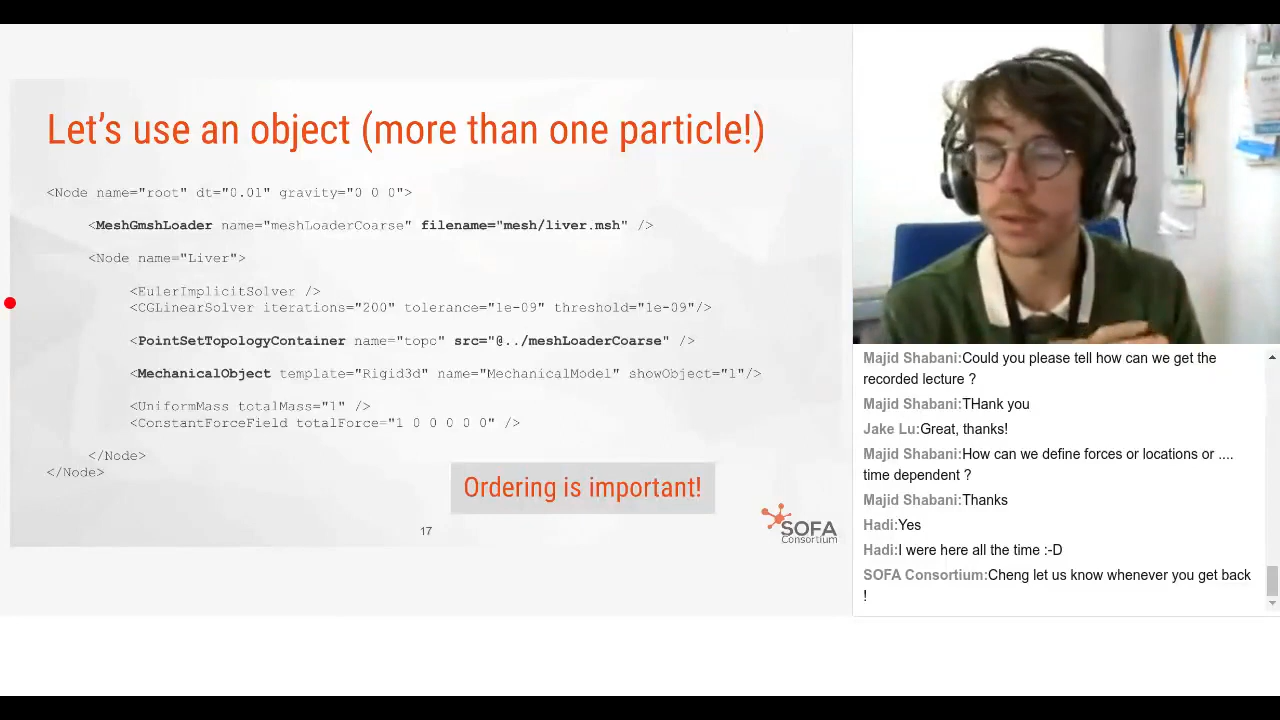 Let's use an object (more than one particle!)
<Node name="root" dt="0.01" gravity="0 0 0">
<MeshGmshLoader name="meshLoaderCoarse" filename="mesh/liver.msh" />
<Node name="Liver">
<EulerImplicitSolver />
<CGLinearSolver iterations="200" tolerance="1e-09" threshold="1e-09"/>
<PointSetTopologyContainer name="topo" src="@../meshLoaderCoarse" />
<MechanicalObject template="Rigid3d" name="MechanicalModel" showObject="1"/>
<UniformMass totalMass="1" />
<ConstantForceField totalForce="1 0 0 0 0 0" />
</Node>
</Node>
Ordering is important!
17
SOFA
Consortium
Majid Shabani:Could you please tell how can we get the
recorded lecture ?
Majid Shabani:THank you
Jake Lu:Great, thanks!
Majid Shabani:How can we define forces or locations or ....
time dependent ?
Majid Shabani:Thanks
Hadi:Yes
Hadi:I were here all the time :-D
SOFA Consortium:Cheng let us know whenever you get back
!